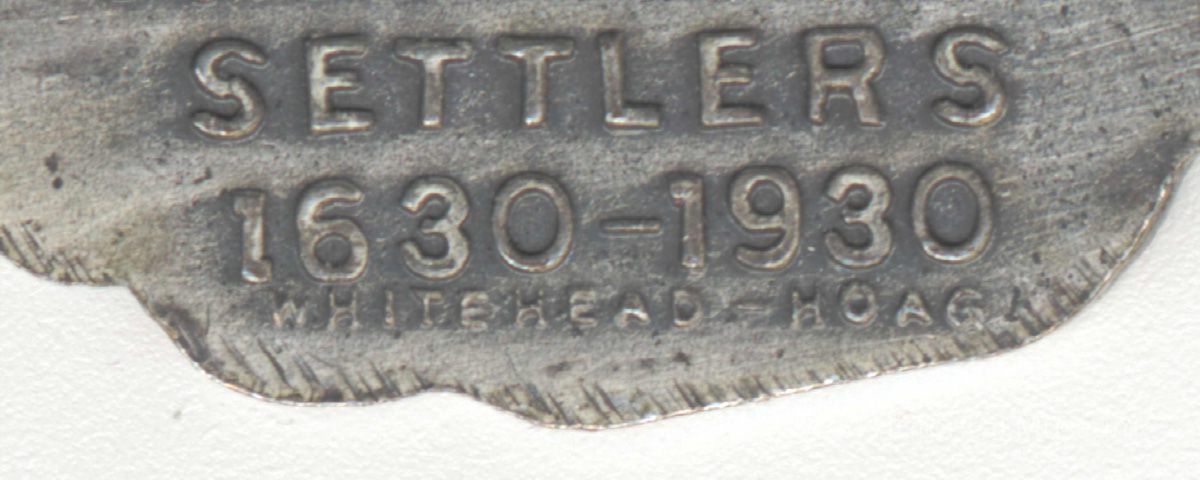 SETTLERS
1630-1930
WHITEHEAD-HOAG